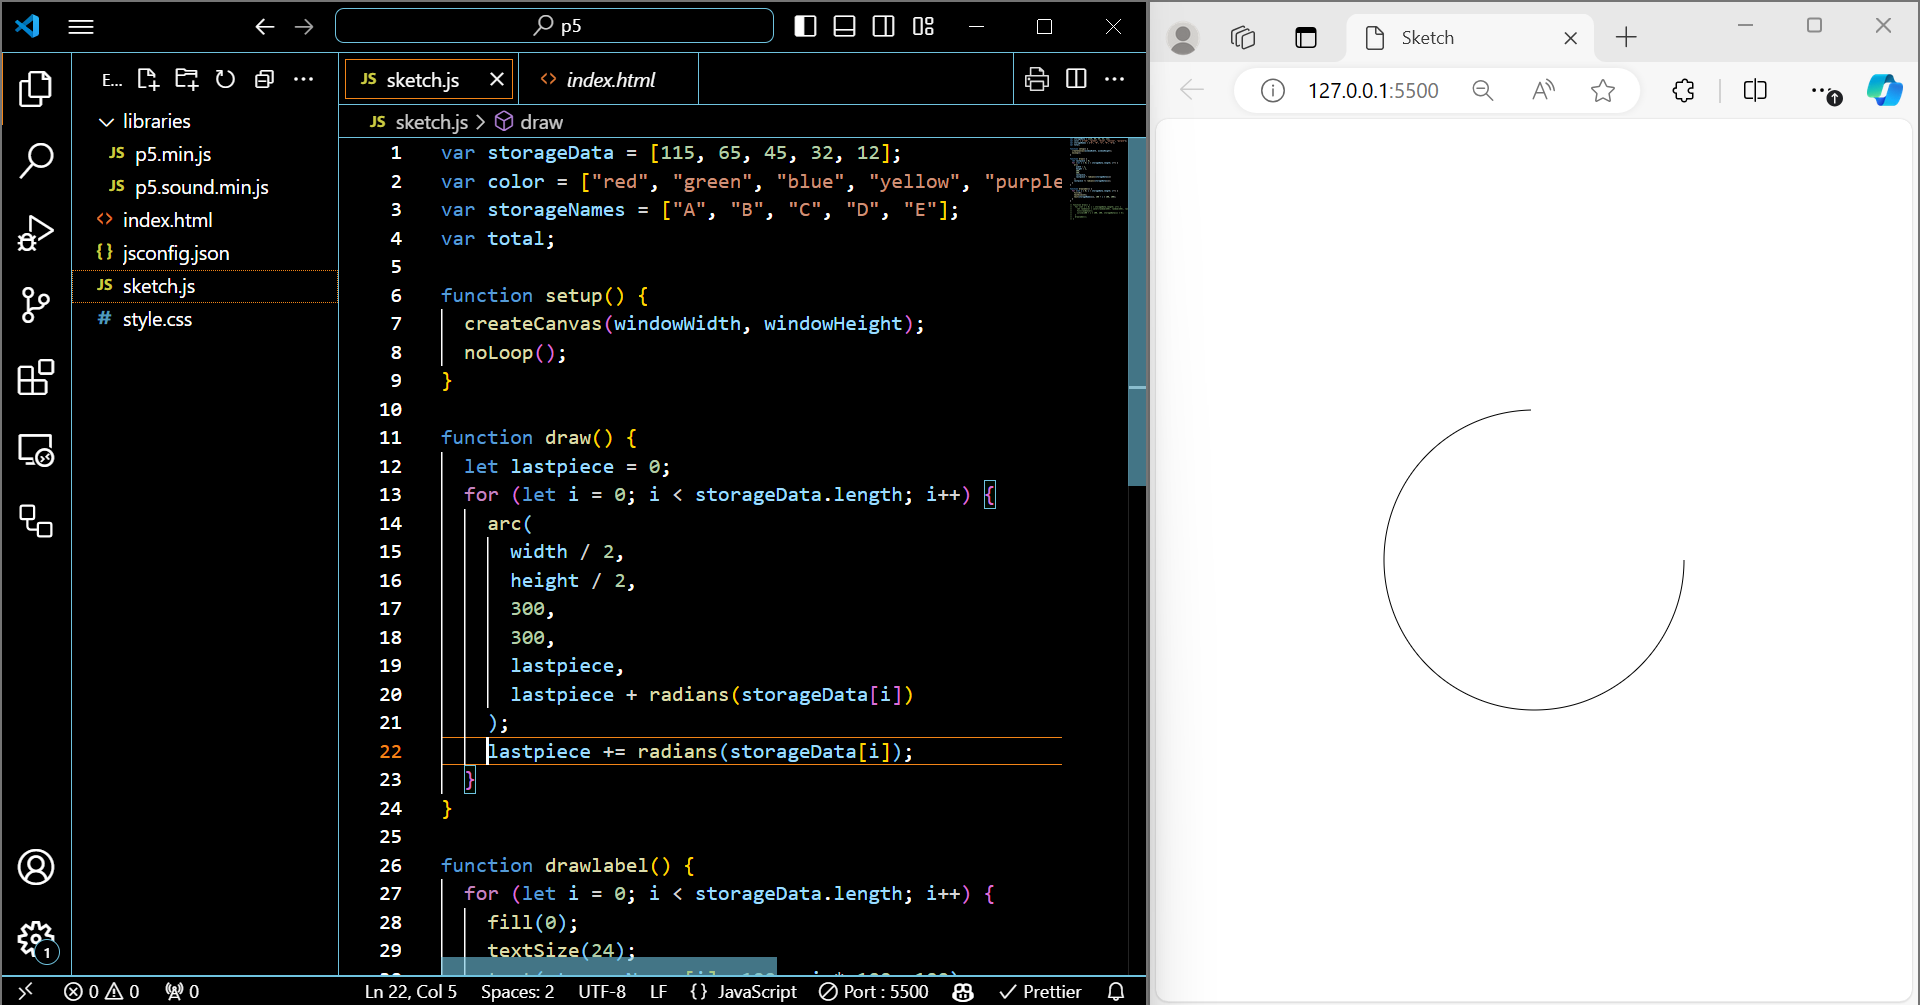 p5
E...
libraries
JS p5.min.js
JS p5.sound.min.js
<> index.html
{} jsconfig.json
JS sketch.js
# style.css
1
JS sketch.js
<> index.html
JS sketch.js > draw
1 var storageData = [115, 65, 45, 32, 12];
2 var color = ["red", "green", "blue", "yellow", "purple
3 var storageNames = ["A", "B", "C", "D", "E"];
4 var total;
5
6 function setup() {
7 createCanvas(windowWidth, windowHeight);
8 noLoop();
9 }
10
11 function draw() {
12 let lastpiece = 0;
13 for (let i = 0; i < storageData.length; i++) {
14 arc(
15 width / 2,
16 height / 2,
17 300,
18 300,
19 lastpiece,
20 lastpiece + radians(storageData[i])
21 );
22 lastpiece += radians(storageData[i]);
23 }
24 }
25
26 function drawlabel() {
27 for (let i = 0; i < storageData.length; i++) {
28 fill(0);
29 textSize(24);
0 0 0
Ln 22, Col 5
Spaces: 2
UTF-8
LF
{} JavaScript
Port : 5500
Prettier
Sketch
127.0.0.1:5500